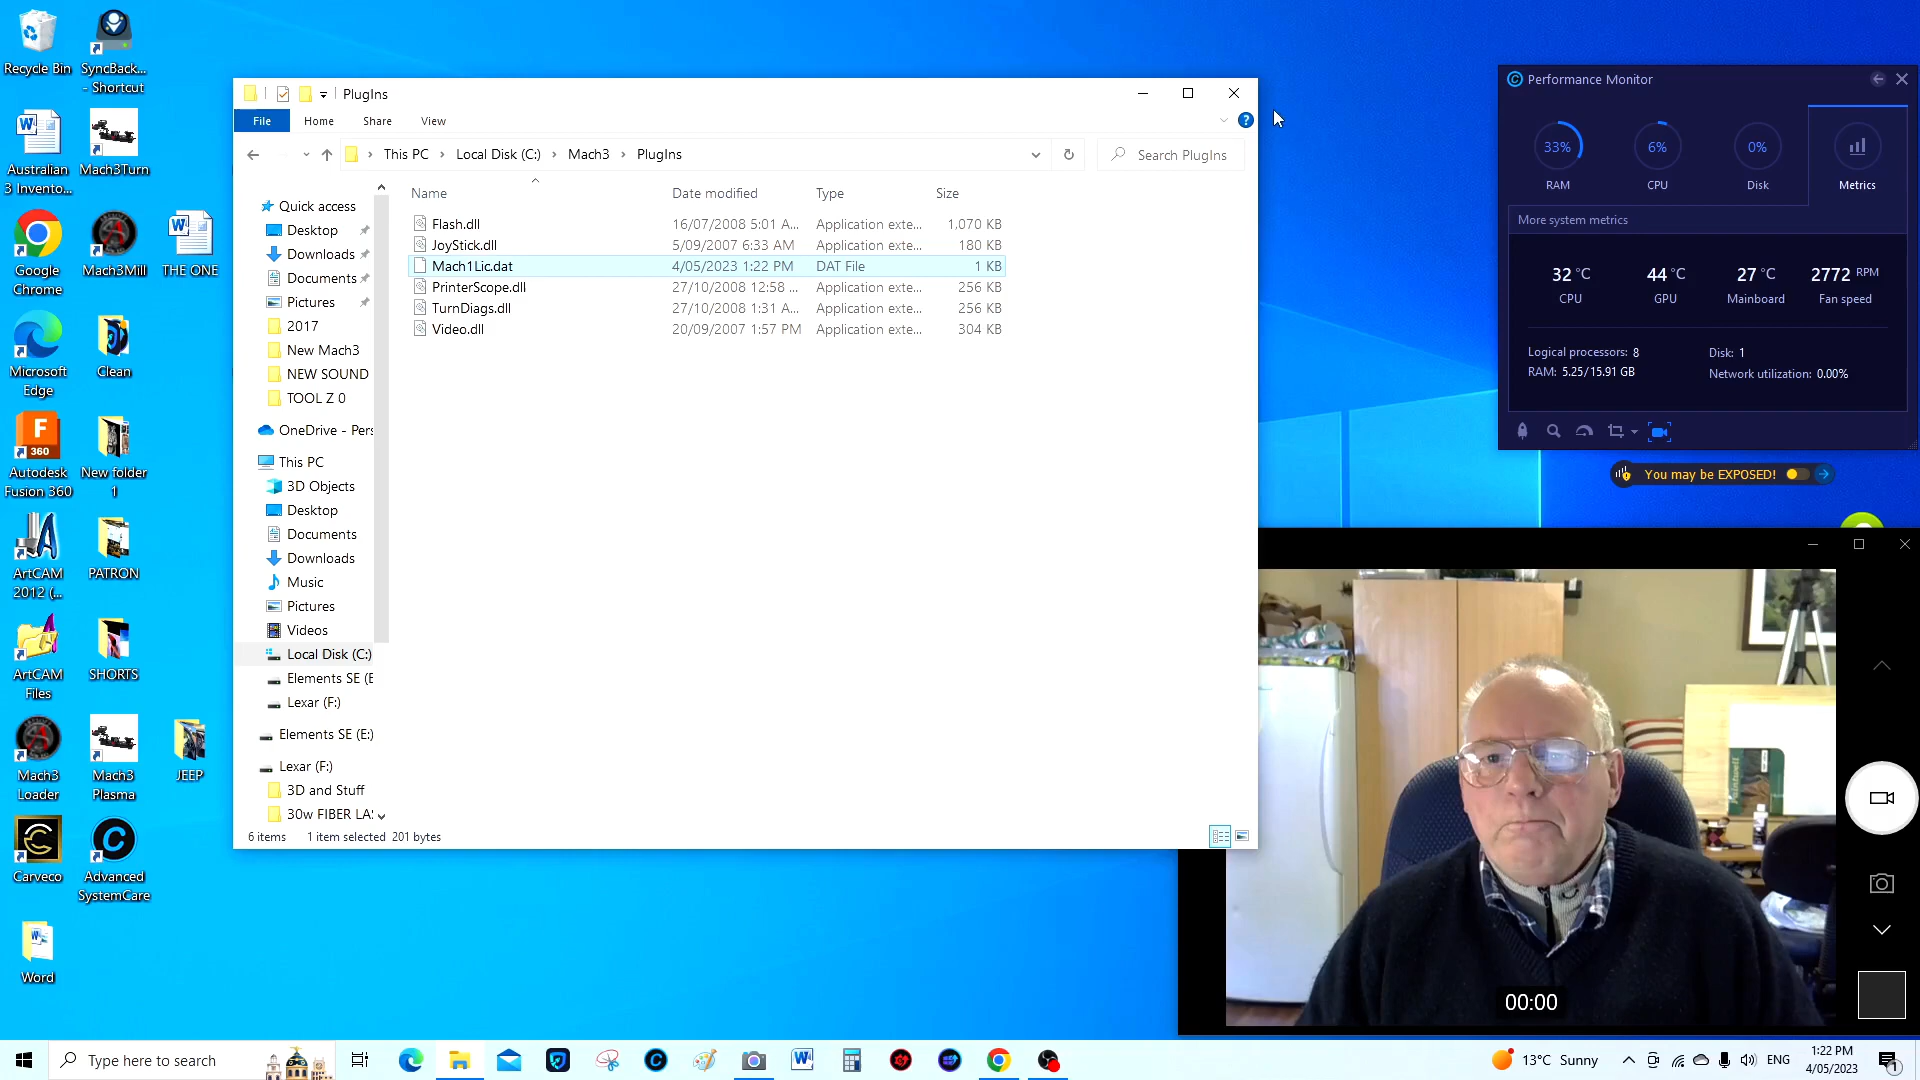 Recycle Bin
SyncBack...
- Shortcut
Australian
3 Invento...
Mach3Turn
Google
Chrome
Mach3Mill
THE ONE
Microsoft
Edge
Clean
Autodesk
Fusion 360
New folder
1
ArtCAM
2012 (...
PATRON
ArtCAM
Files
SHORTS
Mach3
Loader
Mach3
Plasma
JEEP
Carveco
Advanced
SystemCare
Word
F
360
PlugIns
File
Home
Share
View
This PC
Local Disk (C:)
Mach3
PlugIns
Search PlugIns
Name
Date modified
Type
Size
Flash.dll 16/07/2008 5:01 A... Application exte... 1,070 KB
JoyStick.dll 5/09/2007 6:33 AM Application exte... 180 KB
Mach1Lic.dat 4/05/2023 1:22 PM DAT File 1 KB
PrinterScope.dll 27/10/2008 12:58 ... Application exte... 256 KB
TurnDiags.dll 27/10/2008 1:31 A... Application exte... 256 KB
Video.dll 20/09/2007 1:57 PM Application exte... 304 KB
Quick access
Desktop
Downloads
Documents
Pictures
2017
New Mach3
NEW SOUND
TOOL Z 0
OneDrive - Pers
This PC
3D Objects
Desktop
Documents
Downloads
Music
Pictures
Videos
Local Disk (C:)
Elements SE (E
Lexar (F:)
Elements SE (E:)
Lexar (F:)
3D and Stuff
30w FIBER LAS
6 items 1 item selected 201 bytes
Performance Monitor
33%
RAM
6%
CPU
0%
Disk
Metrics
More system metrics
32 °C
CPU
44 °C
GPU
27 °C
Mainboard
2772 RPM
Fan speed
Logical processors: 8
Disk: 1
RAM: 5.25/15.91 GB
Network utilization: 0.00%
You may be EXPOSED!
00:00
Type here to search
13°C Sunny
ENG
1:22 PM
4/05/2023
1